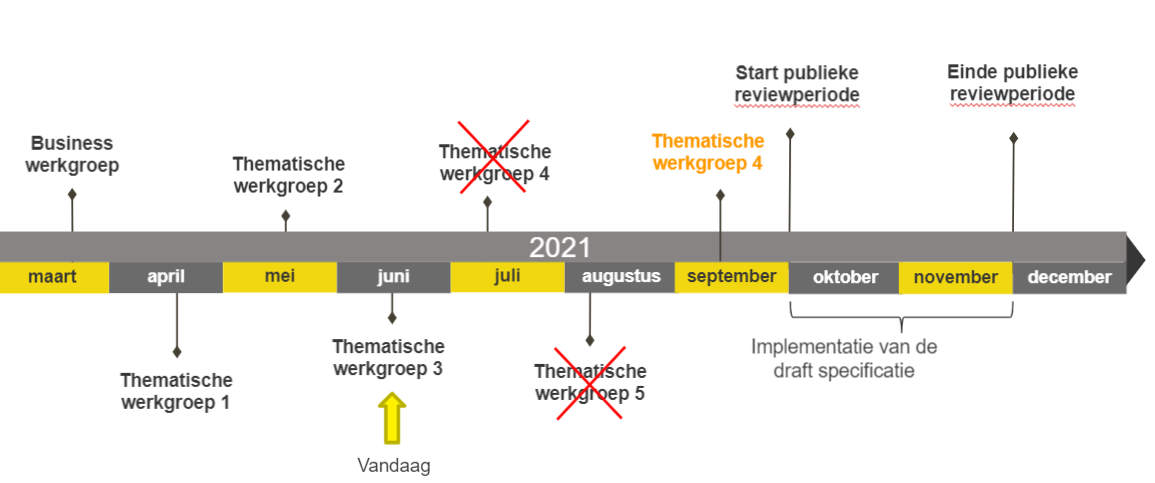 Start publieke
reviewperiode
Einde publieke
reviewperiode
Business
werkgroep
Thematische
werkgroep 2
Thematische
werkgroep 4
Thematische
werkgroep 4
2021
maart
april
mei
juni
juli
augustus
september
oktober
november
december
Thematische
werkgroep 1
Thematische
werkgroep 3
Thematische
werkgroep 5
Implementatie van de
draft specificatie
Vandaag